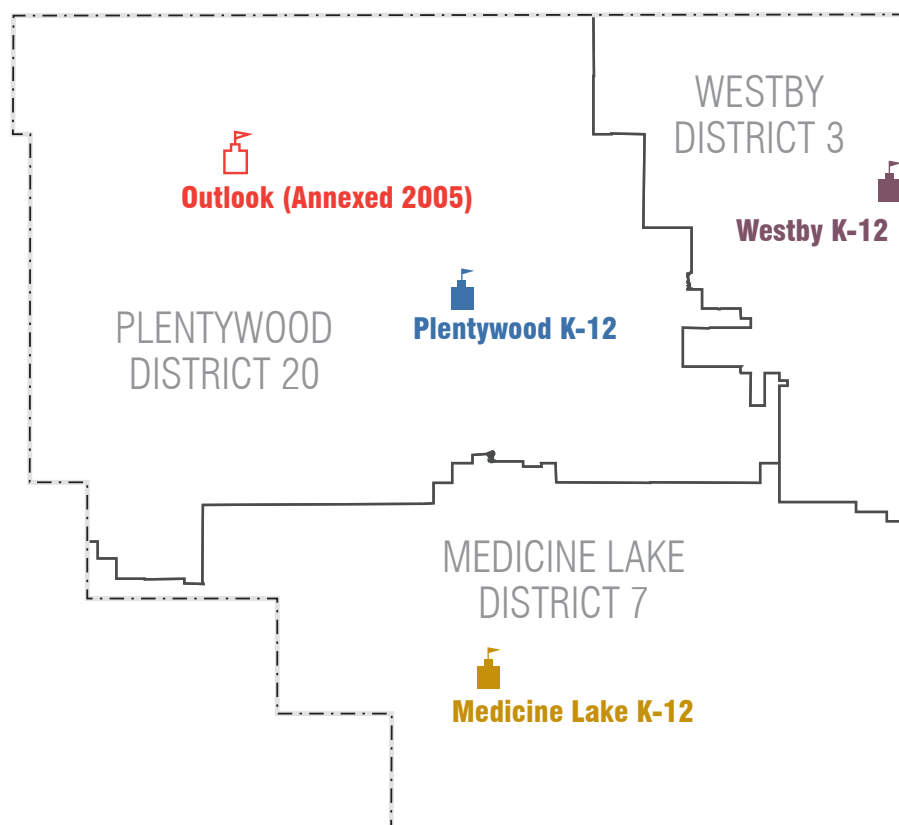 WESTBY
DISTRICT 3
Outlook (Annexed 2005)
Westby K-12
PLENTYWOOD
DISTRICT 20
Plentywood K-12
MEDICINE LAKE
DISTRICT 7
Medicine Lake K-12